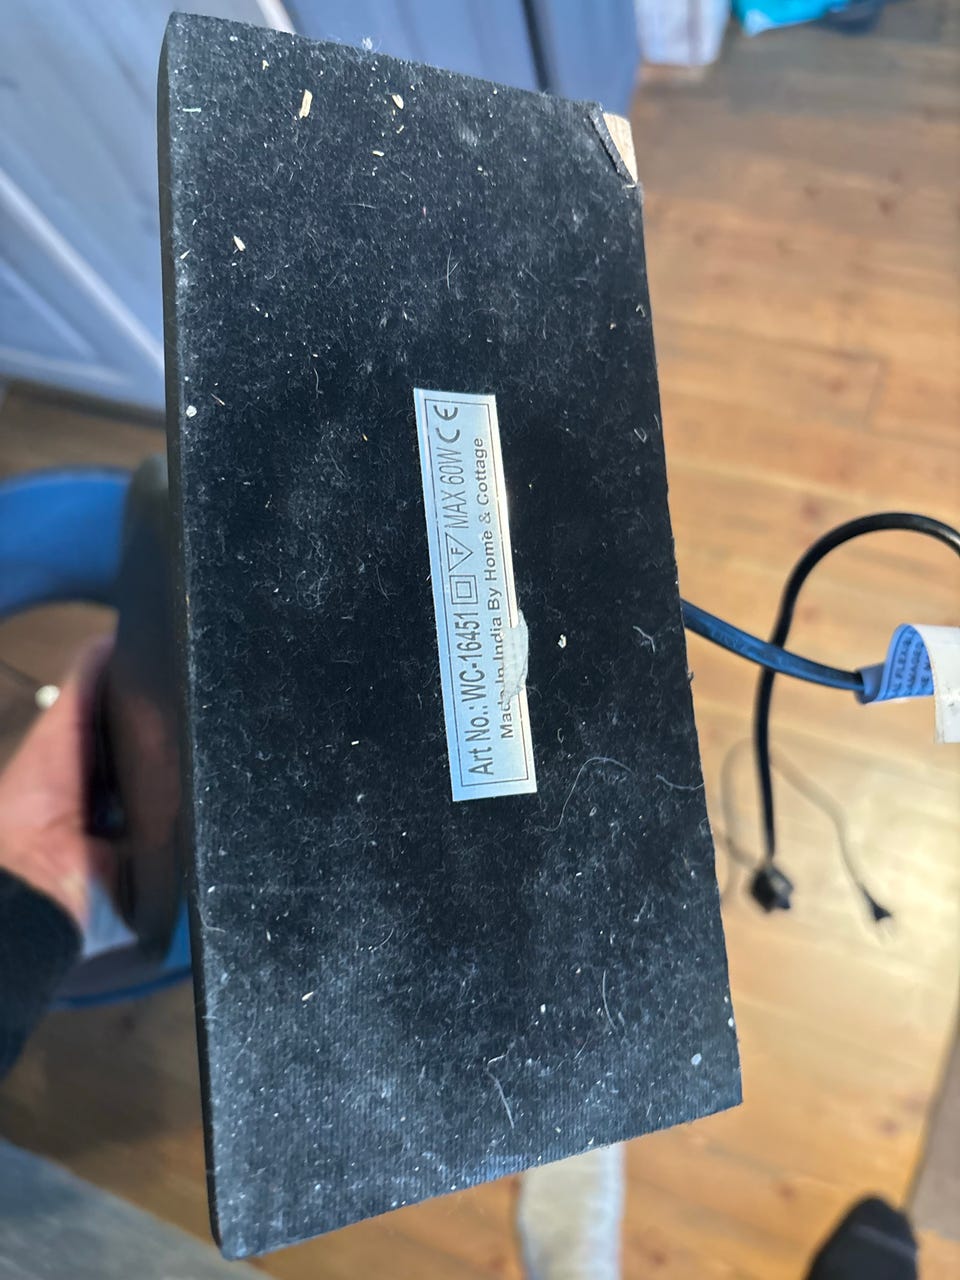 Art No.: WC-16451 F MAX 60W CE
Made In India By Home & Cottage